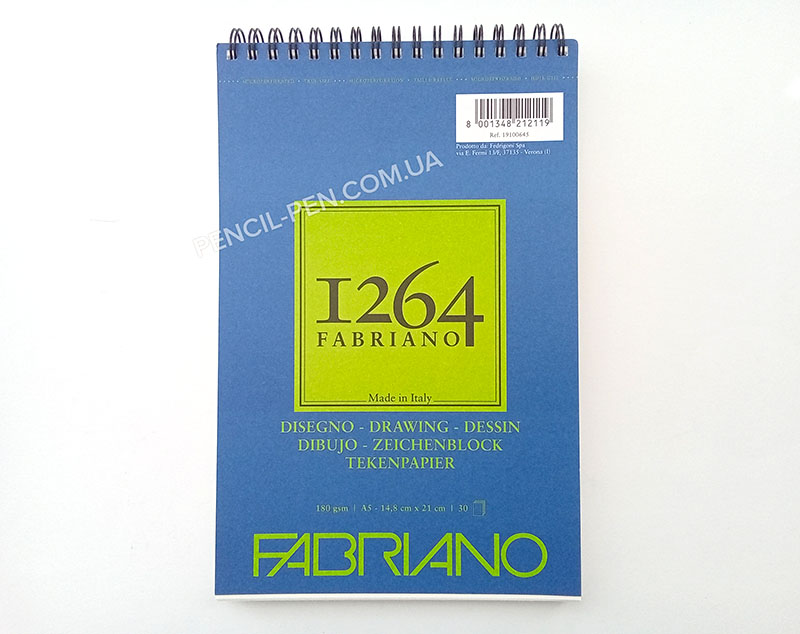 8 001348 212119
Ref. 19100645
Prodotto da: Fedrigoni Spa
via E. Fermi 13/F, 37135 - Verona (I)
PENCIL-PEN.COM.UA
1264
FABRIANO
Made in Italy
DISEGNO - DRAWING - DESSIN
DIBUJO - ZEICHENBLOCK
TEKENPAPIER
180 gsm | A5 - 14,8 cm x 21 cm | 30
FABRIANO